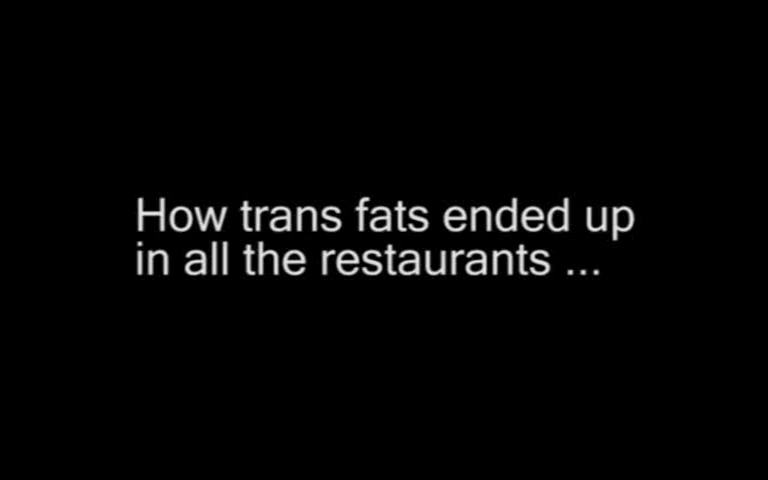 How trans fats ended up
in all the restaurants ...